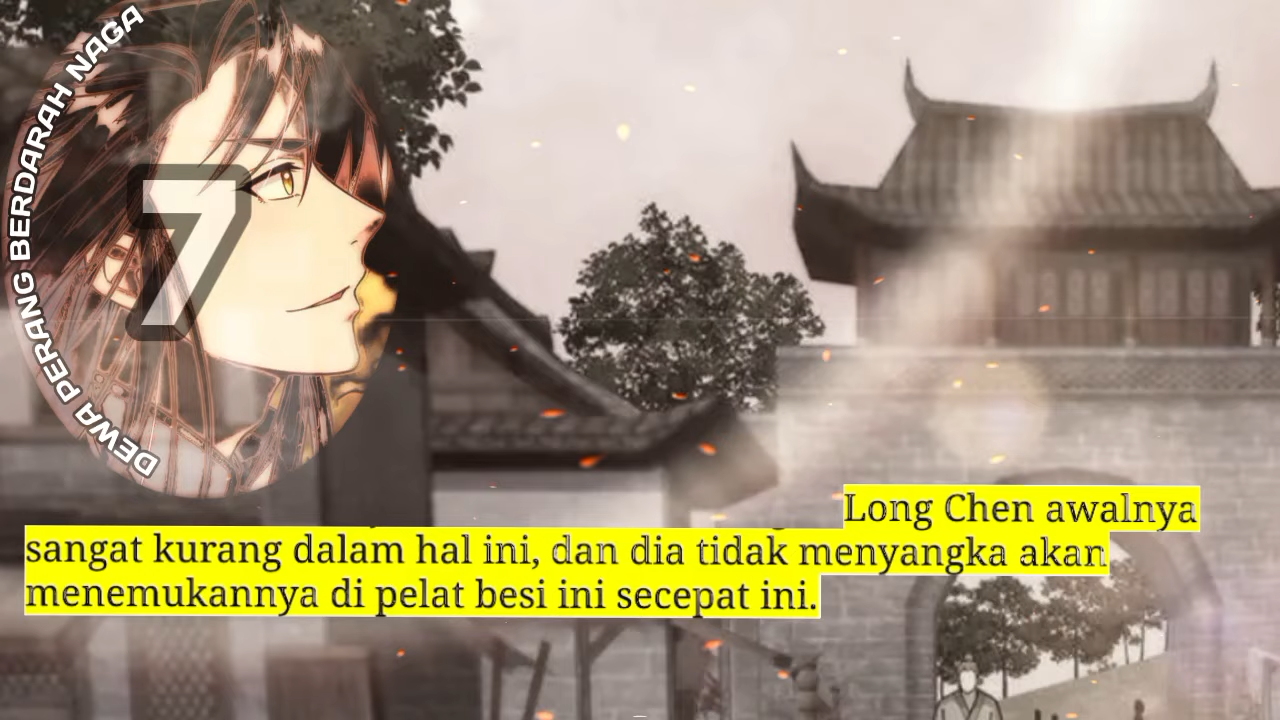 DEWA PERANG BERDARAH NAGA
7
Long Chen awalnya
sangat kurang dalam hal ini, dan dia tidak menyangka akan
menemukannya di pelat besi ini secepat ini.